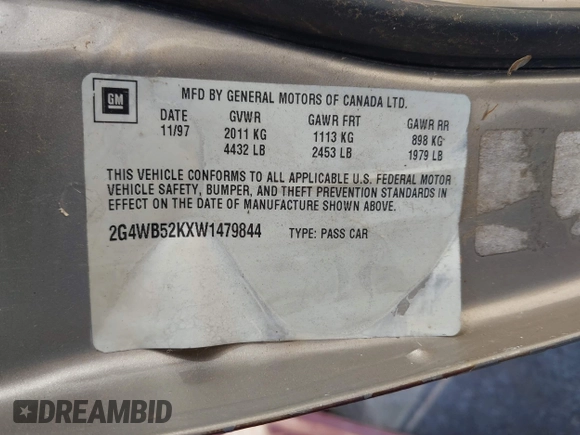 GM
MFD BY GENERAL MOTORS OF CANADA LTD.
DATE GVWR GAWR FRT GAWR RR
11/97 2011 KG 1113 KG 898 KG
4432 LB 2453 LB 1979 LB
THIS VEHICLE CONFORMS TO ALL APPLICABLE U.S. FEDERAL MOTOR
VEHICLE SAFETY, BUMPER, AND THEFT PREVENTION STANDARDS IN
EFFECT ON THE DATE OF MANUFACTURE SHOWN ABOVE.
2G4WB52KXW1479844 TYPE: PASS CAR
DREAMBID